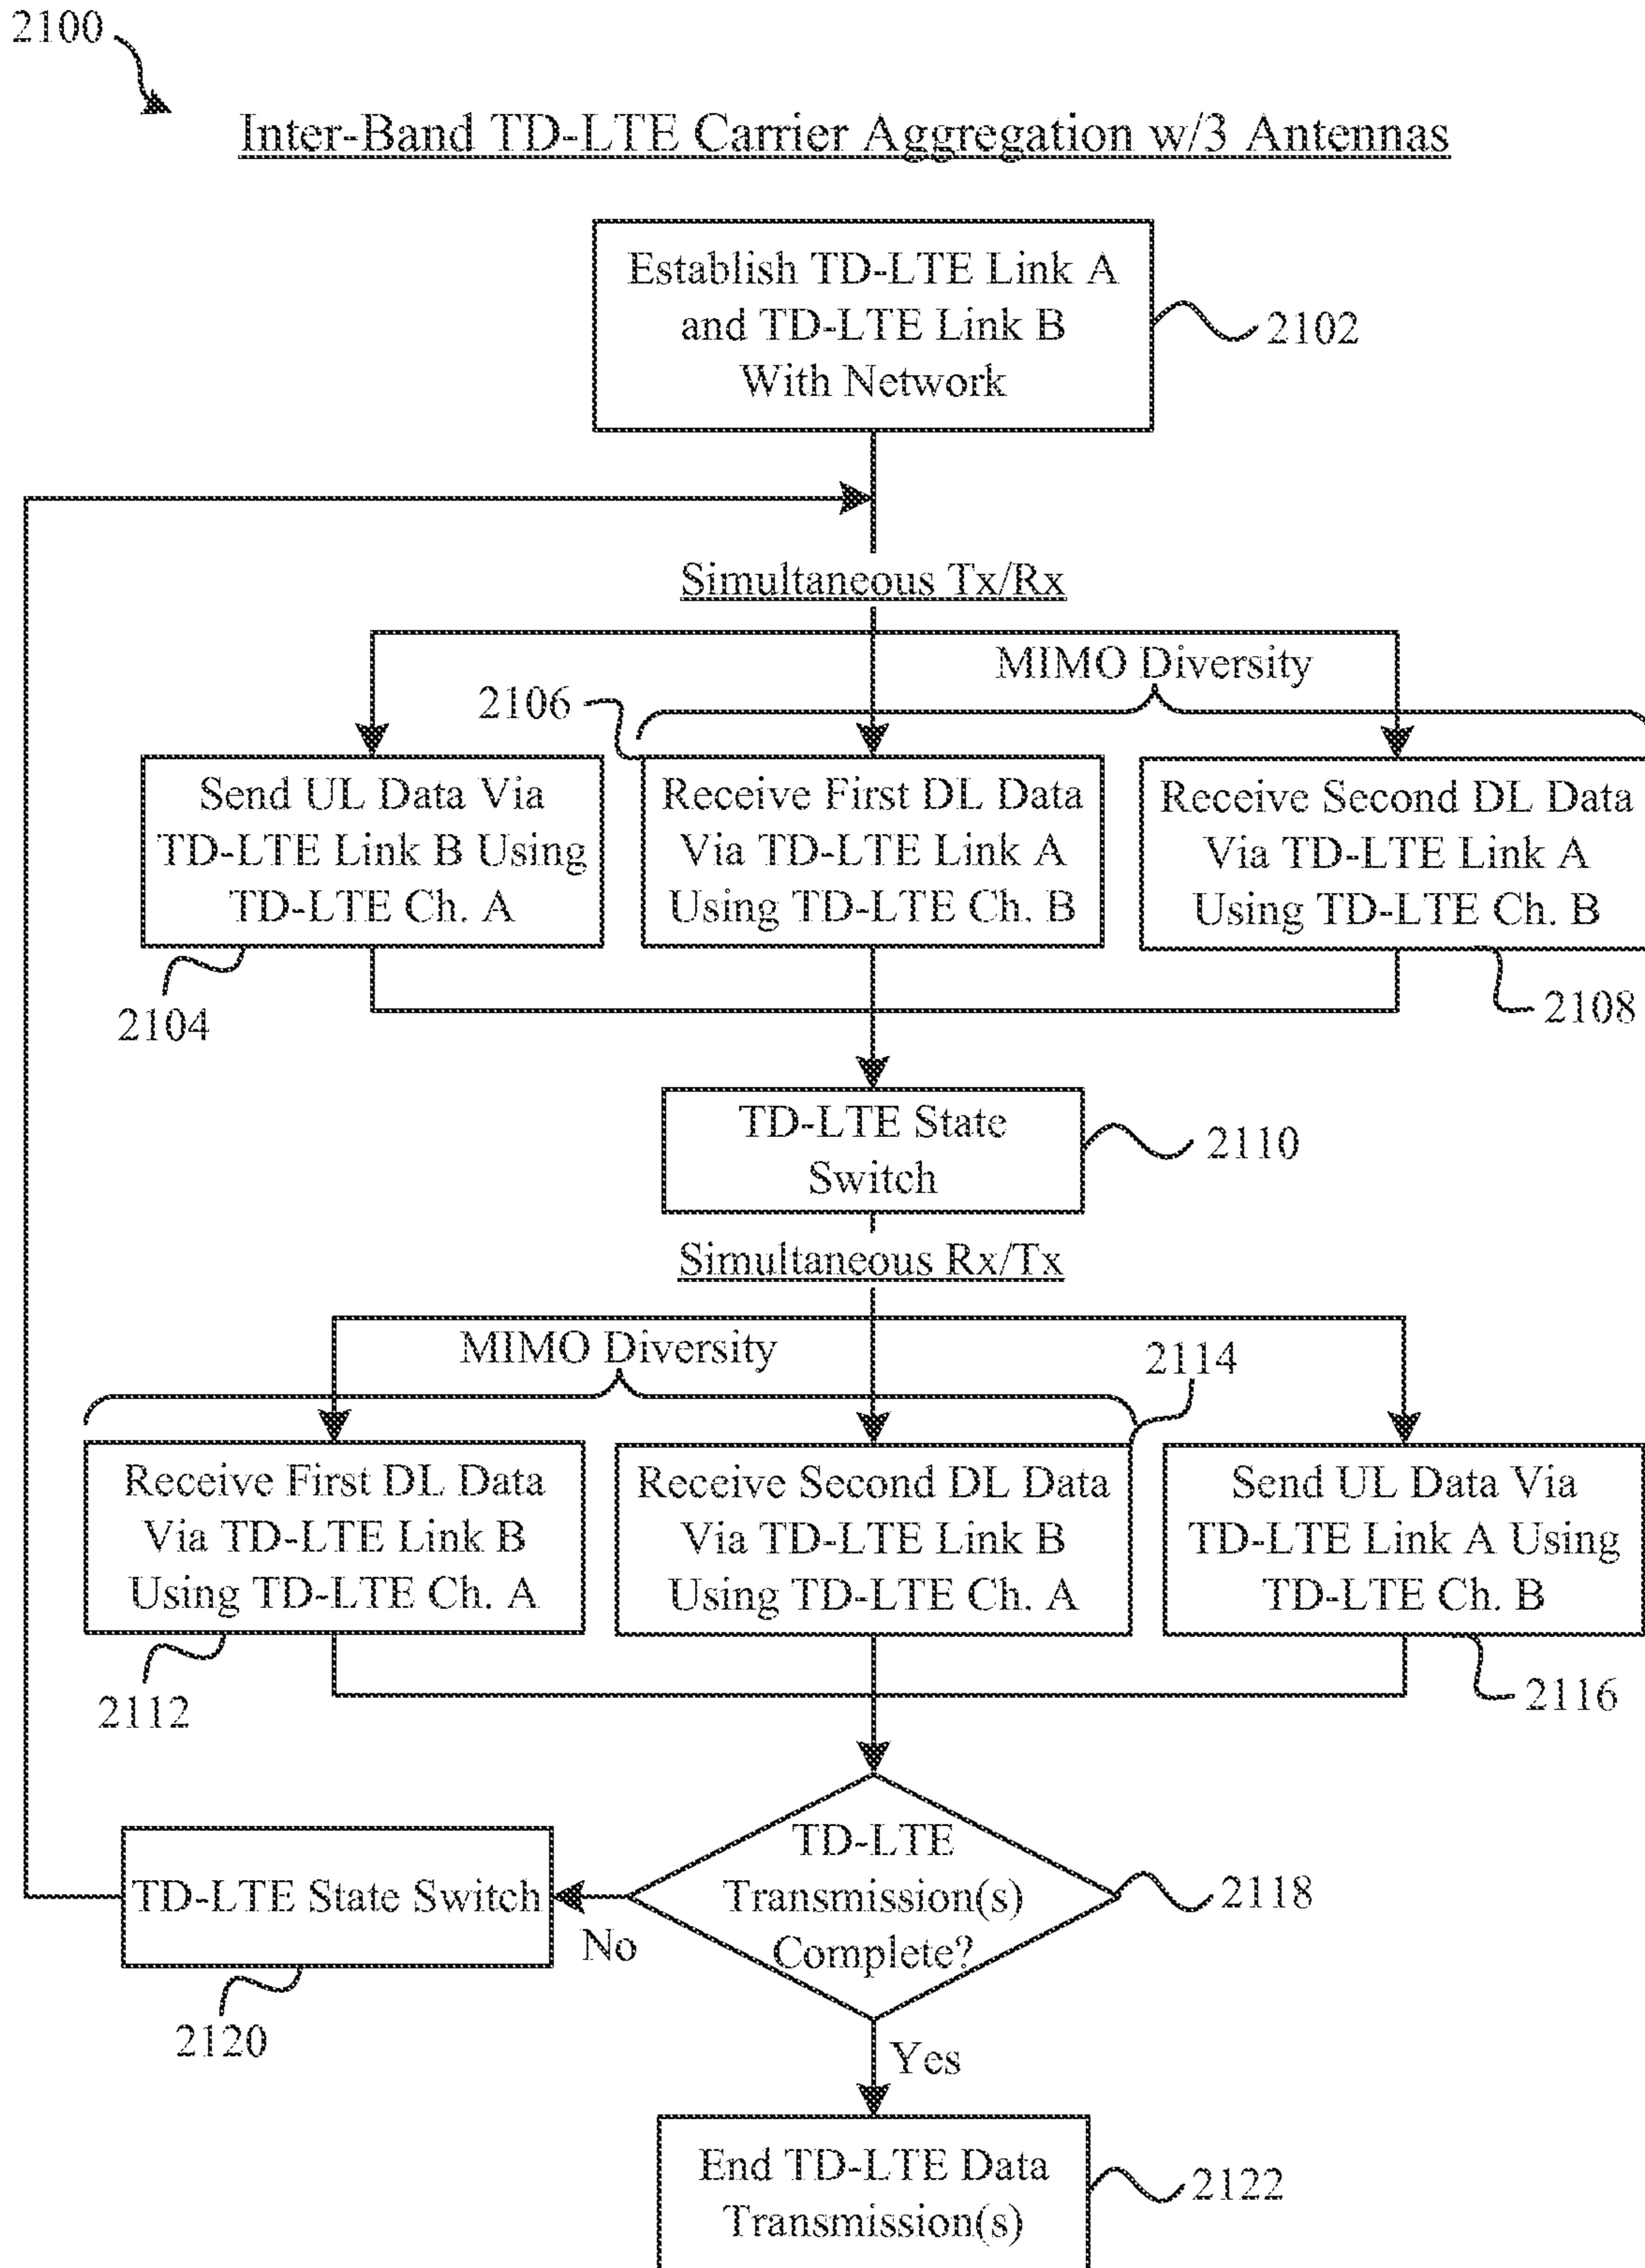 2100
Inter-Band TD-LTE Carrier Aggregation w/3 Antennas
Establish TD-LTE Link A
and TD-LTE Link B
With Network
2102
Simultaneous Tx/Rx
MIMO Diversity
2106
Send UL Data Via
TD-LTE Link B Using
TD-LTE Ch. A
Receive First DL Data
Via TD-LTE Link A
Using TD-LTE Ch. B
Receive Second DL Data
Via TD-LTE Link A
Using TD-LTE Ch. B
2104
2108
TD-LTE State
Switch
2110
Simultaneous Rx/Tx
MIMO Diversity
2114
Receive First DL Data
Via TD-LTE Link B
Using TD-LTE Ch. A
Receive Second DL Data
Via TD-LTE Link B
Using TD-LTE Ch. A
Send UL Data Via
TD-LTE Link A Using
TD-LTE Ch. B
2112
2116
TD-LTE
Transmission(s)
Complete?
2118
TD-LTE State Switch
No
2120
Yes
End TD-LTE Data
Transmission(s)
2122